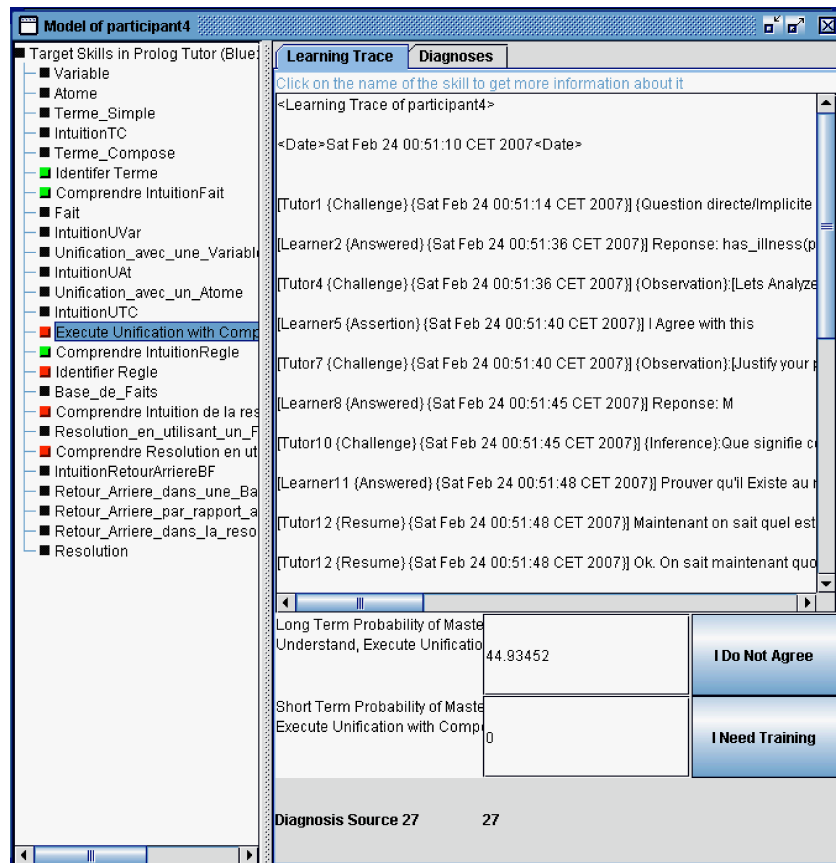 Model of participant4
Target Skills in Prolog Tutor (Blue:
Variable
Atome
Terme_Simple
IntuitionTC
Terme_Compose
Identifer Terme
Comprendre IntuitionFait
Fait
IntuitionUVar
Unification_avec_une_Variabl
IntuitionUAt
Unification_avec_un_Atome
IntuitionUTC
Execute Unification with Comp
Comprendre IntuitionRegle
Identifier Regle
Base_de_Faits
Comprendre Intuition de la res
Resolution_en_utilisant_un_F
Comprendre Resolution en ut
IntuitionRetourArriereBF
Retour_Arriere_dans_une_Ba
Retour_Arriere_par_rapport_a
Retour_Arriere_dans_la_reso
Resolution
Learning Trace Diagnoses
Click on the name of the skill to get more information about it
<Learning Trace of participant4>
<Date>Sat Feb 24 00:51:10 CET 2007<Date>
[Tutor1 {Challenge} {Sat Feb 24 00:51:14 CET 2007}] {Question directe/Implicite
[Learner2 {Answered} {Sat Feb 24 00:51:36 CET 2007}] Reponse: has_illness(p
[Tutor4 {Challenge} {Sat Feb 24 00:51:36 CET 2007}] {Observation}:[Lets Analyze
[Learner5 {Assertion} {Sat Feb 24 00:51:40 CET 2007}] I Agree with this
[Tutor7 {Challenge} {Sat Feb 24 00:51:40 CET 2007}] {Observation}:[Justify your p
[Learner8 {Answered} {Sat Feb 24 00:51:45 CET 2007}] Reponse: M
[Tutor10 {Challenge} {Sat Feb 24 00:51:45 CET 2007}] {Inference}:Que signifie c
[Learner11 {Answered} {Sat Feb 24 00:51:48 CET 2007}] Prouver qu'il Existe au
[Tutor12 {Resume} {Sat Feb 24 00:51:48 CET 2007}] Maintenant on sait quel est
[Tutor12 {Resume} {Sat Feb 24 00:51:48 CET 2007}] Ok. On sait maintenant quo
Long Term Probability of Maste
Understand, Execute Unificatio
44.93452
I Do Not Agree
Short Term Probability of Maste
Execute Unification with Comp
0
I Need Training
Diagnosis Source 27 27